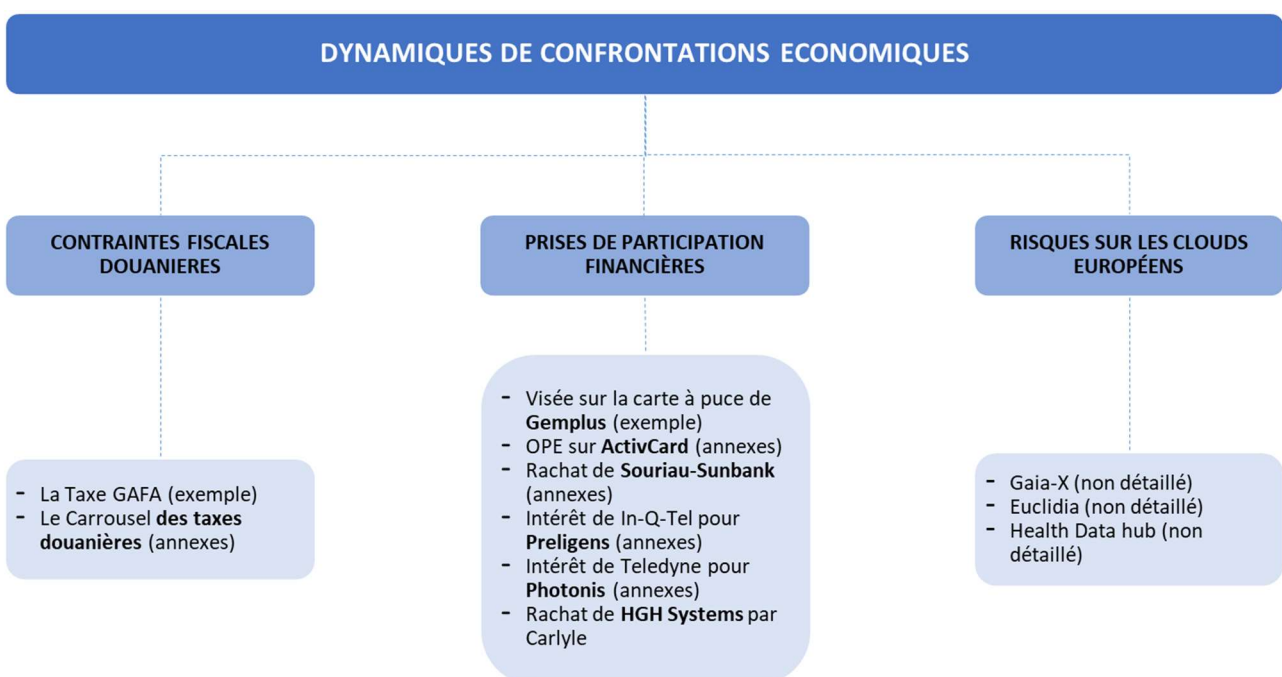 DYNAMIQUES DE CONFRONTATIONS ECONOMIQUES
CONTRAINTES FISCALES
DOUANIERES
- La Taxe GAFA (exemple)
- Le Carrousel des taxes
douanières (annexes)
PRISES DE PARTICIPATION
FINANCIÈRES
- Visée sur la carte à puce de
Gemplus (exemple)
- OPE sur ActivCard (annexes)
- Rachat de Souriau-Sunbank
(annexes)
- Intérêt de In-Q-Tel pour
Preligens (annexes)
- Intérêt de Teledyne pour
Photonis (annexes)
- Rachat de HGH Systems par
Carlyle
RISQUES SUR LES CLOUDS
EUROPÉENS
- Gaia-X (non détaillé)
- Euclidia (non détaillé)
- Health Data hub (non
détaillé)